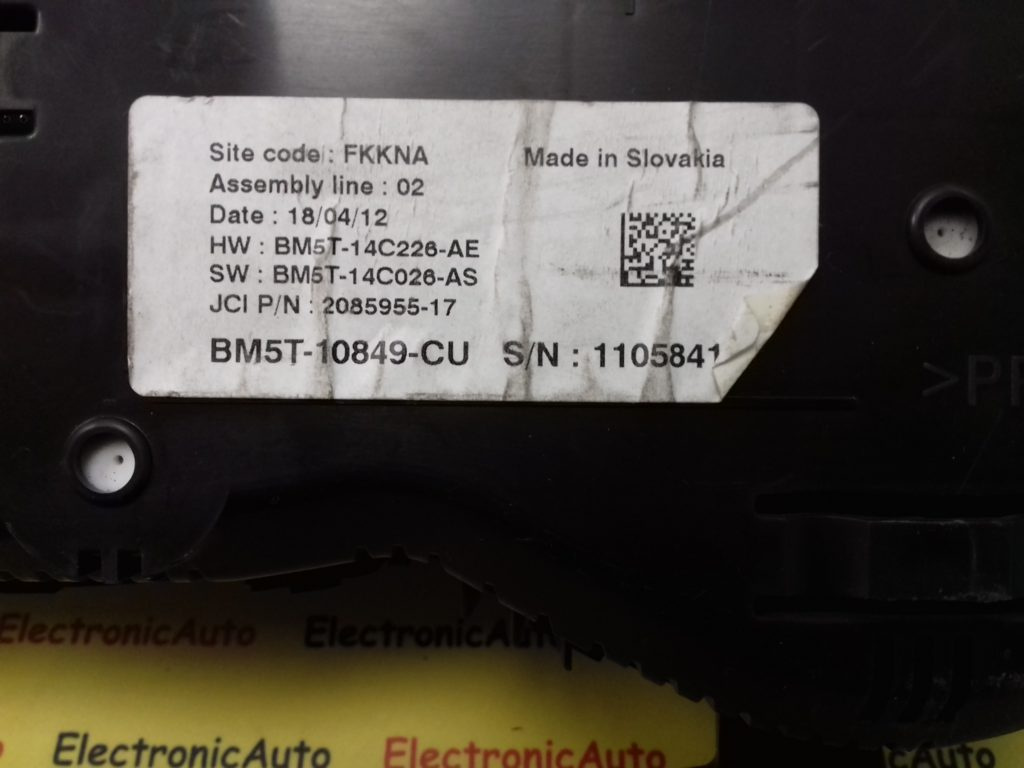 Site code : FKKNA
Made in Slovakia
Assembly line : 02
Date : 18/04/12
HW : BM5T-14C226-AE
SW : BM5T-14C026-AS
JCI P/N : 2085955-17
BM5T-10849-CU S/N : 1105841
>PP
ElectronicAuto ElectronicAuto
ElectronicAuto ElectronicAuto